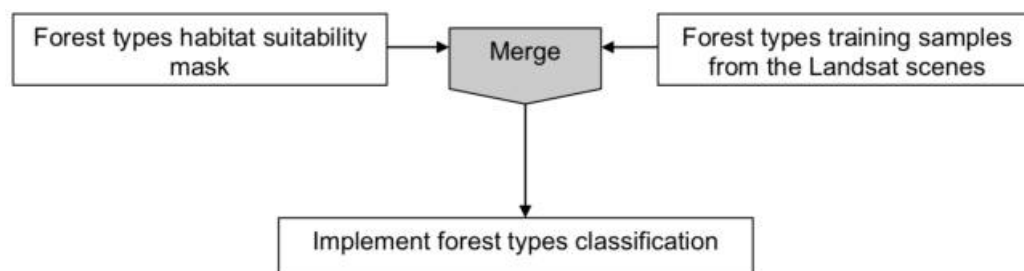 Forest types habitat suitability
mask
Merge
Forest types training samples
from the Landsat scenes
Implement forest types classification